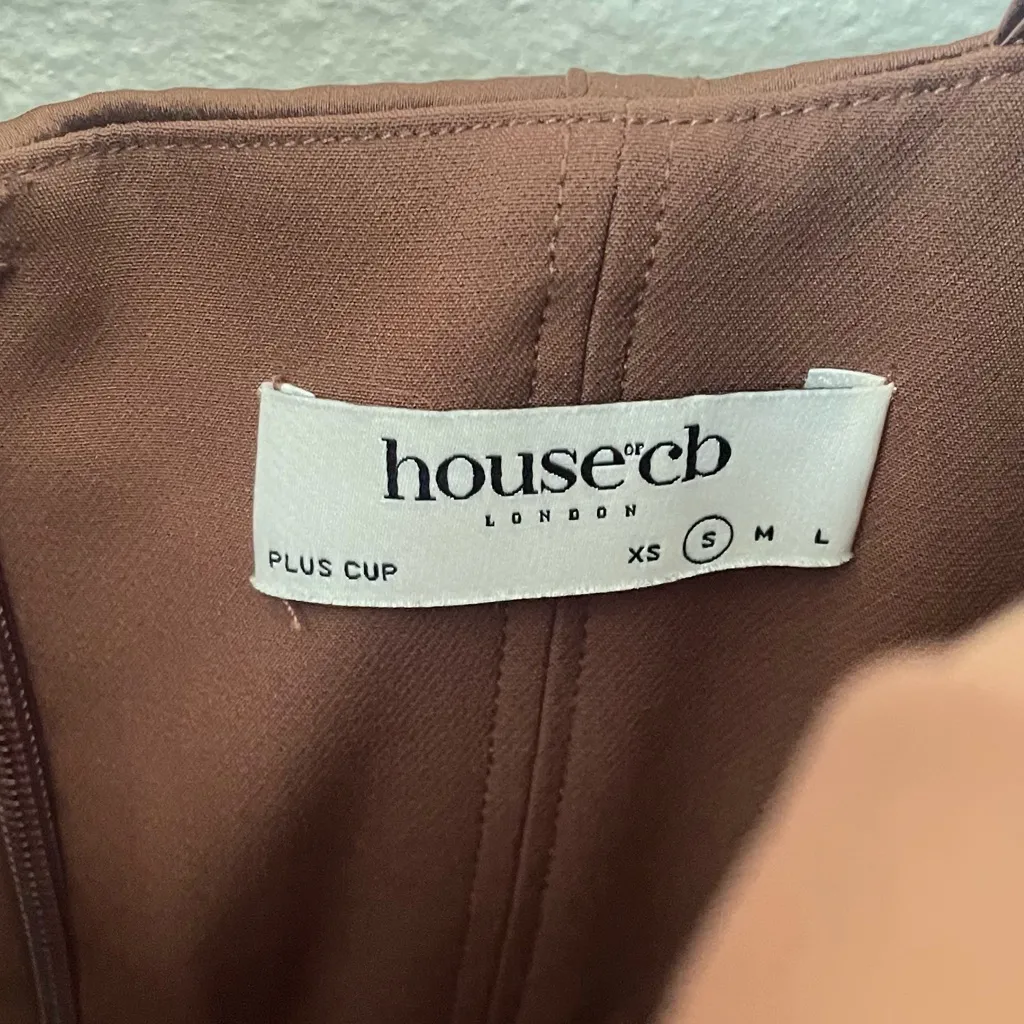 house OF cb
LONDON
PLUS CUP XS S M L